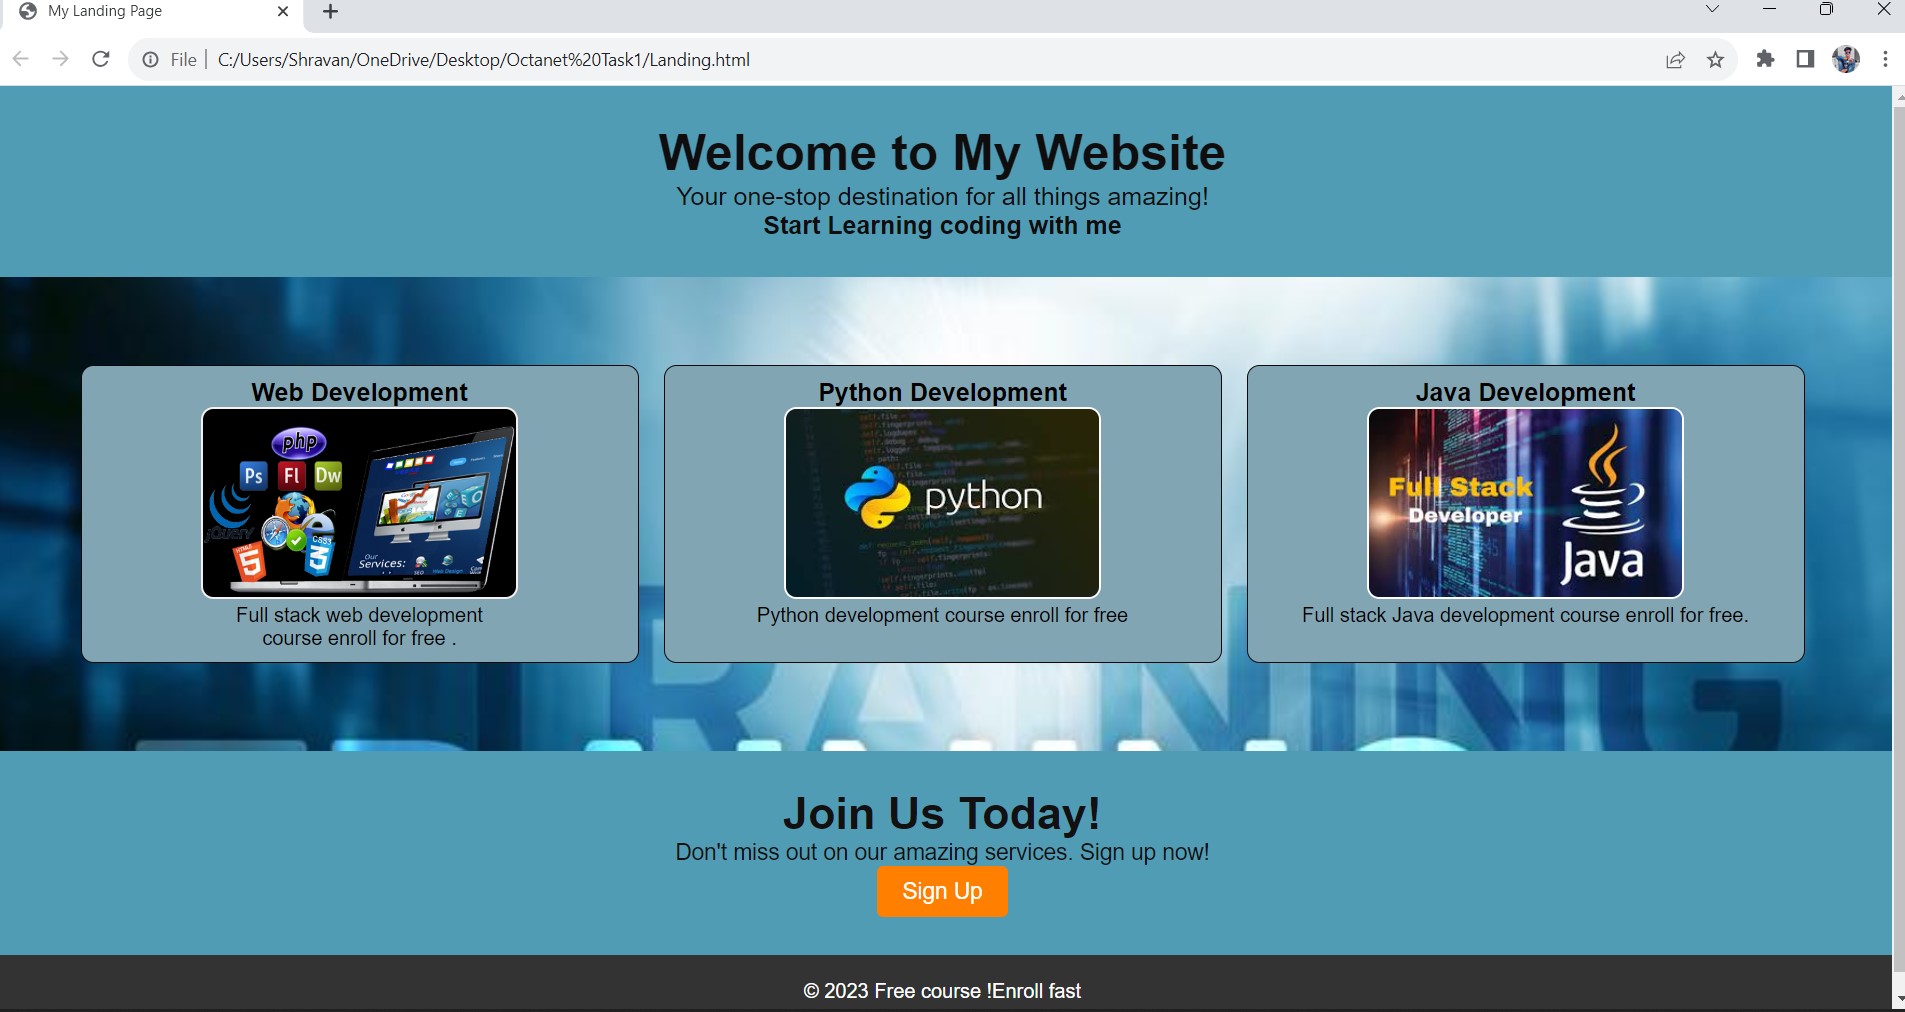 My Landing Page
File
C:/Users/Shravan/OneDrive/Desktop/Octanet%20Task1/Landing.html
Welcome to My Website
Your one-stop destination for all things amazing!
Start Learning coding with me
Web Development
php
Ps Fl Dw
jQuery
CSS3
5
3
Our
Services:
SEO
Full stack web development
course enroll for free .
Python Development
python
Python development course enroll for free
Java Development
Full Stack
Developer
Java
Full stack Java development course enroll for free.
TRAINING
Join Us Today!
Don't miss out on our amazing services. Sign up now!
Sign Up
© 2023 Free course !Enroll fast